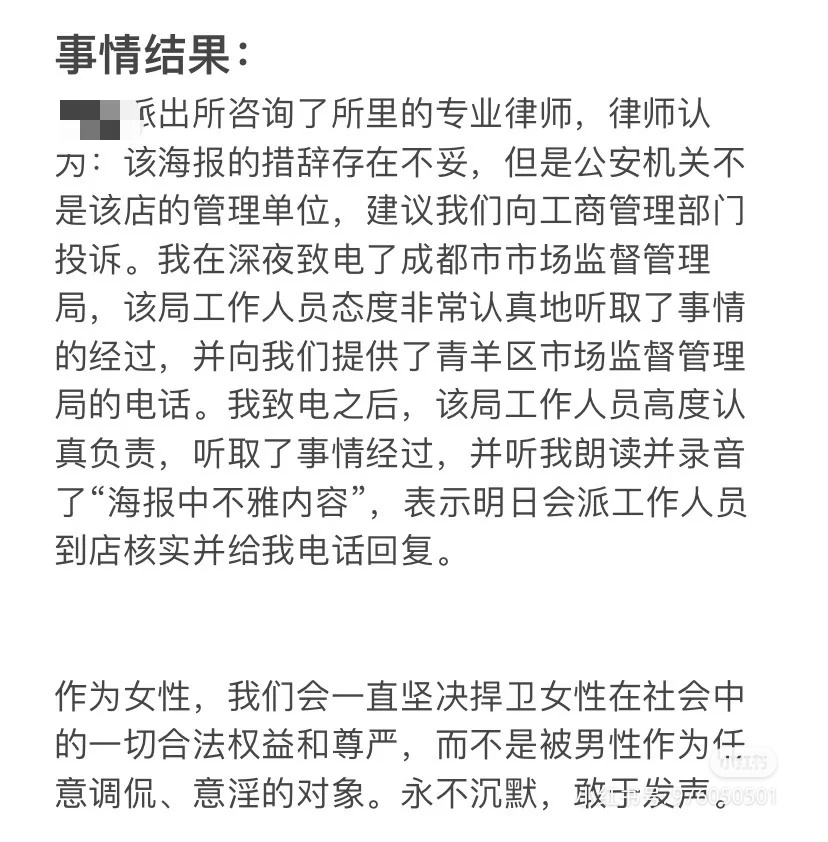 事情结果：
派出所咨询了所里的专业律师，律师认
为：该海报的措辞存在不妥，但是公安机关不
是该店的管理单位，建议我们向工商管理部门
投诉。我在深夜致电了成都市市场监督管理
局，该局工作人员态度非常认真地听取了事情
的经过，并向我们提供了青羊区市场监督管理
局的电话。我致电之后，该局工作人员高度认
真负责，听取了事情经过，并听我朗读并录音
了“海报中不雅内容”，表示明日会派工作人员
到店核实并给我电话回复。
作为女性，我们会一直坚决捍卫女性在社会中
的一切合法权益和尊严，而不是被男性作为任
意调侃、意淫的对象。永不沉默，敢于发声。
小红书